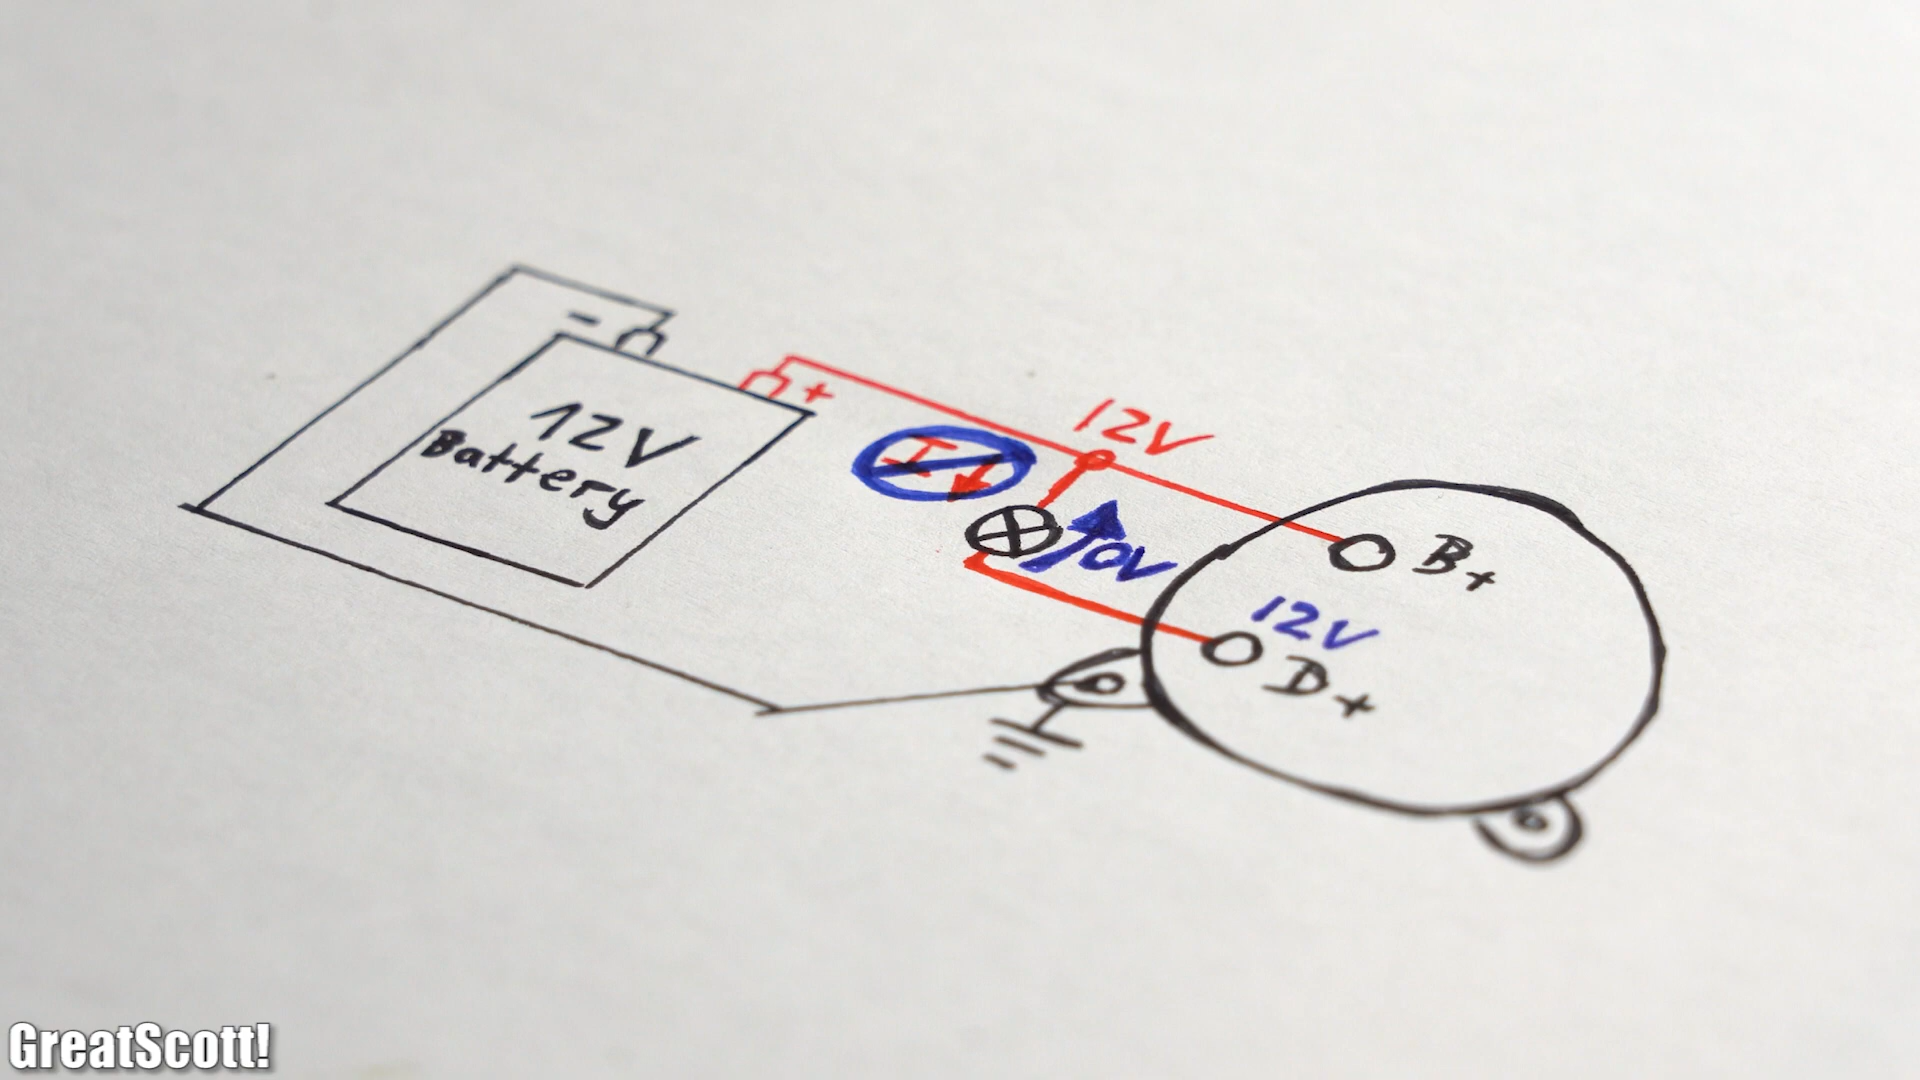 -
+
12V
Battery
12V
I
0V
B+
12V
D+
GreatScott!